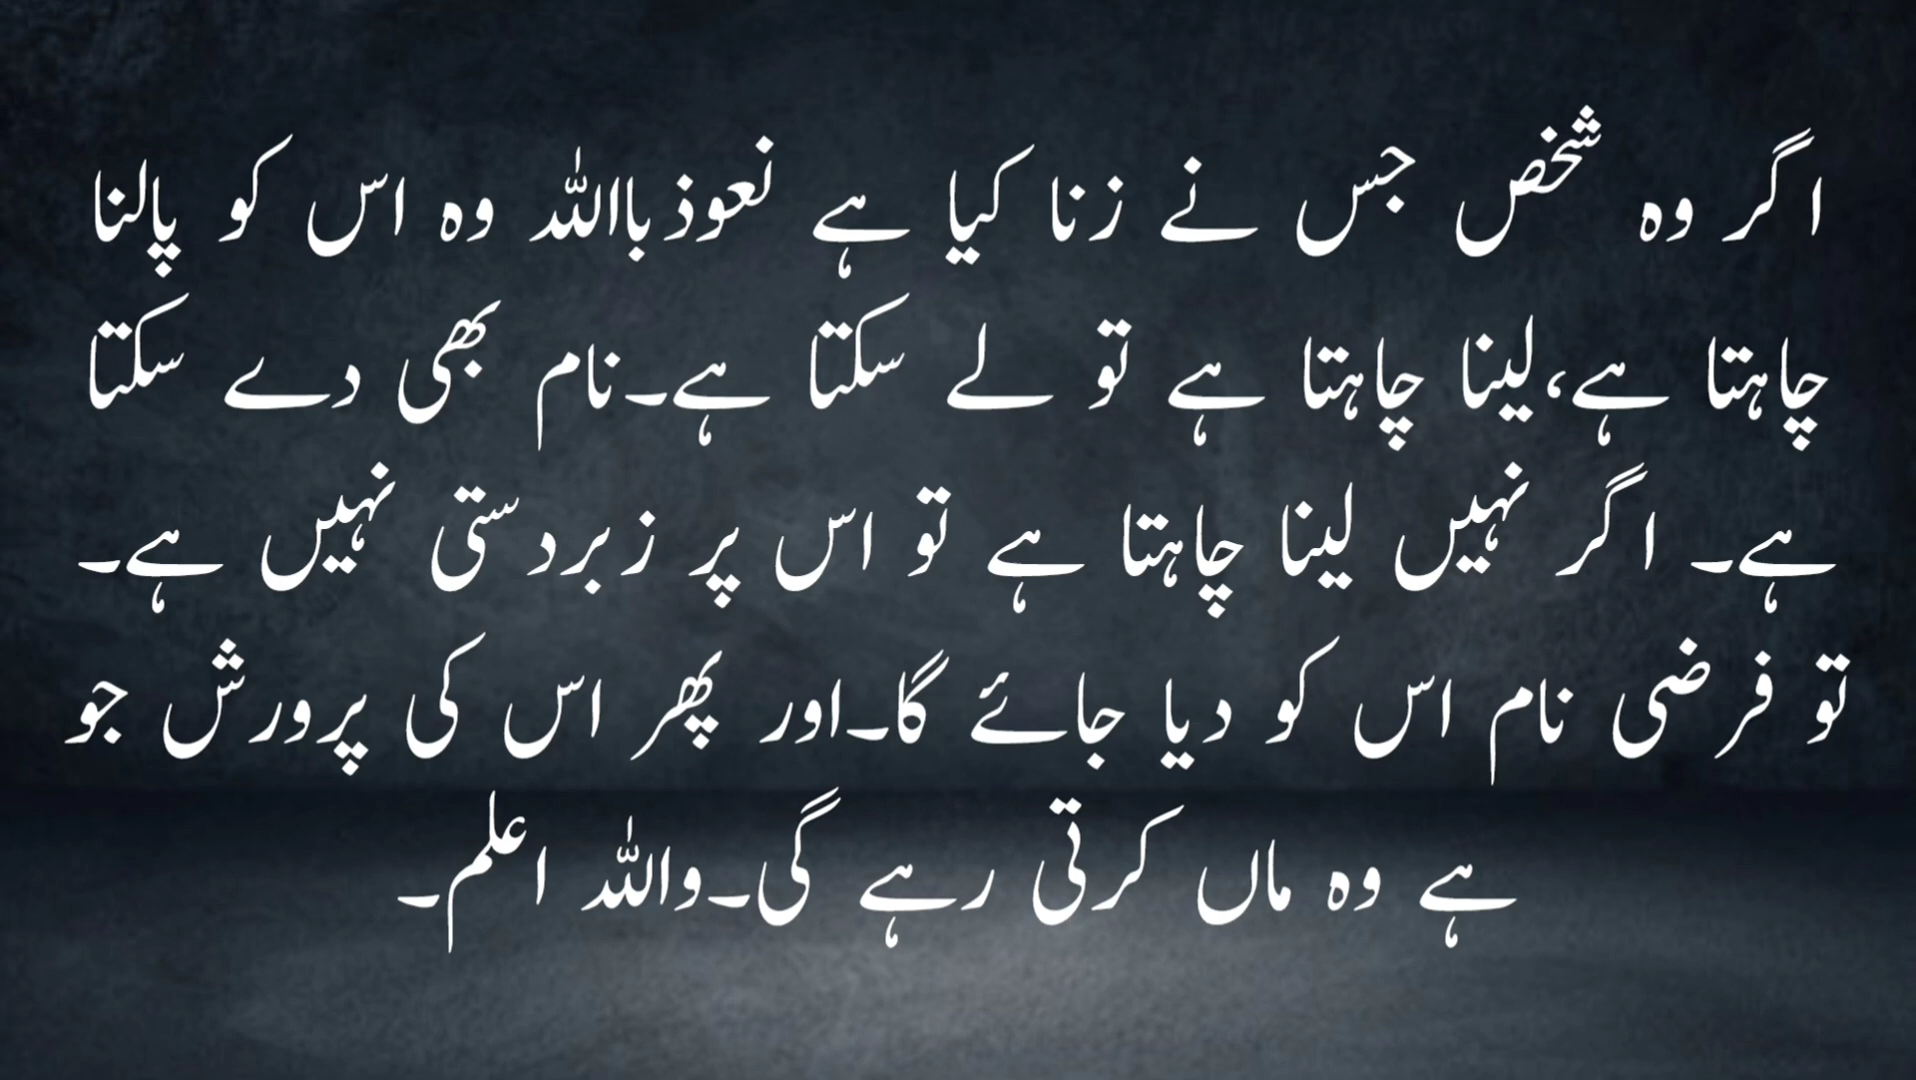 اگر وہ شخص جس نے زنا کیا ہے نعوذباللہ وہ اس کو پالنا
چاہتا ہے،لینا چاہتا ہے تو لے سکتا ہے۔نام بھی دے سکتا
ہے۔ اگر نہیں لینا چاہتا ہے تو اس پر زبردستی نہیں ہے۔
تو فرضی نام اس کو دیا جائے گا۔اور پھر اس کی پرورش جو
ہے وہ ماں کرتی رہے گی۔واللہ اعلم۔